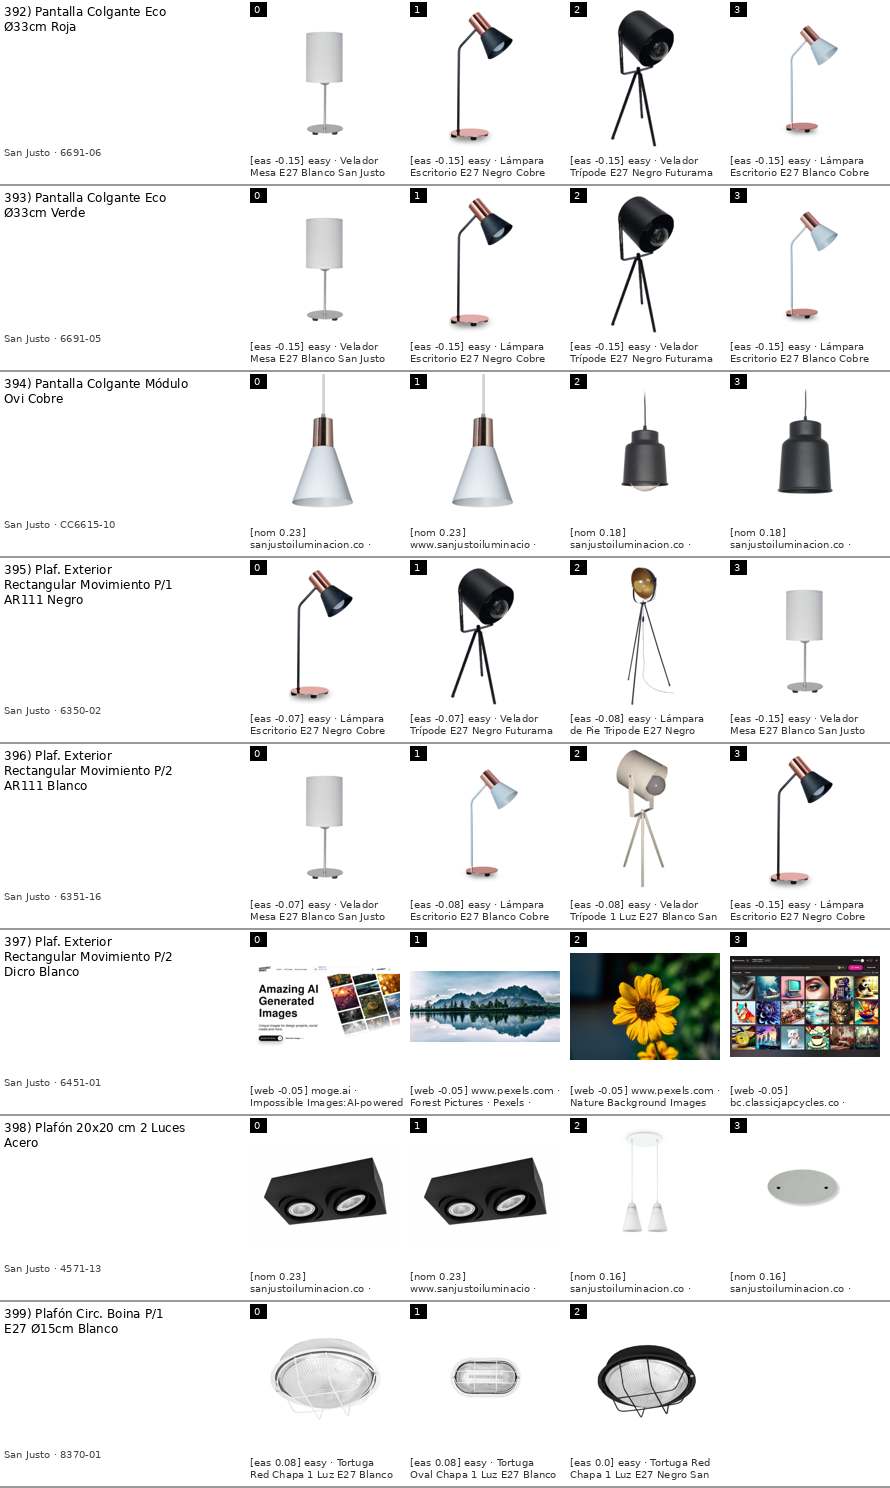 392) Pantalla Colgante Eco
Ø33cm Roja
San Justo · 6691-06
0
1
2
3
[eas -0.15] easy · Velador
Mesa E27 Blanco San Justo
[eas -0.15] easy · Lámpara
Escritorio E27 Negro Cobre
[eas -0.15] easy · Velador
Trípode E27 Negro Futurama
[eas -0.15] easy · Lámpara
Escritorio E27 Blanco Cobre
393) Pantalla Colgante Eco
Ø33cm Verde
San Justo · 6691-05
0
1
2
3
[eas -0.15] easy · Velador
Mesa E27 Blanco San Justo
[eas -0.15] easy · Lámpara
Escritorio E27 Negro Cobre
[eas -0.15] easy · Velador
Trípode E27 Negro Futurama
[eas -0.15] easy · Lámpara
Escritorio E27 Blanco Cobre
394) Pantalla Colgante Módulo
Ovi Cobre
San Justo · CC6615-10
0
1
2
3
[nom 0.23]
sanjustoiluminacion.co ·
[nom 0.23]
www.sanjustoiluminacio ·
[nom 0.18]
sanjustoiluminacion.co ·
[nom 0.18]
sanjustoiluminacion.co ·
395) Plaf. Exterior
Rectangular Movimiento P/1
AR111 Negro
San Justo · 6350-02
0
1
2
3
[eas -0.07] easy · Lámpara
Escritorio E27 Negro Cobre
[eas -0.07] easy · Velador
Trípode E27 Negro Futurama
[eas -0.08] easy · Lámpara
de Pie Tripode E27 Negro
[eas -0.15] easy · Velador
Mesa E27 Blanco San Justo
396) Plaf. Exterior
Rectangular Movimiento P/2
AR111 Blanco
San Justo · 6351-16
0
1
2
3
[eas -0.07] easy · Velador
Mesa E27 Blanco San Justo
[eas -0.08] easy · Lámpara
Escritorio E27 Blanco Cobre
[eas -0.08] easy · Velador
Trípode 1 Luz E27 Blanco San
[eas -0.15] easy · Lámpara
Escritorio E27 Negro Cobre
397) Plaf. Exterior
Rectangular Movimiento P/2
Dicro Blanco
San Justo · 6451-01
0
1
2
3
Amazing AI
Generated
Images
[web -0.05] moge.ai ·
Impossible Images:AI-powered
[web -0.05] www.pexels.com ·
Forest Pictures · Pexels ·
[web -0.05] www.pexels.com ·
Nature Background Images
[web -0.05]
bc.classicjapcycles.co ·
398) Plafón 20x20 cm 2 Luces
Acero
San Justo · 4571-13
0
1
2
3
[nom 0.23]
sanjustoiluminacion.co ·
[nom 0.23]
www.sanjustoiluminacio ·
[nom 0.16]
sanjustoiluminacion.co ·
[nom 0.16]
sanjustoiluminacion.co ·
399) Plafón Circ. Boina P/1
E27 Ø15cm Blanco
San Justo · 8370-01
0
1
2
[eas 0.08] easy · Tortuga
Red Chapa 1 Luz E27 Blanco
[eas 0.08] easy · Tortuga
Oval Chapa 1 Luz E27 Blanco
[eas 0.0] easy · Tortuga Red
Chapa 1 Luz E27 Negro San